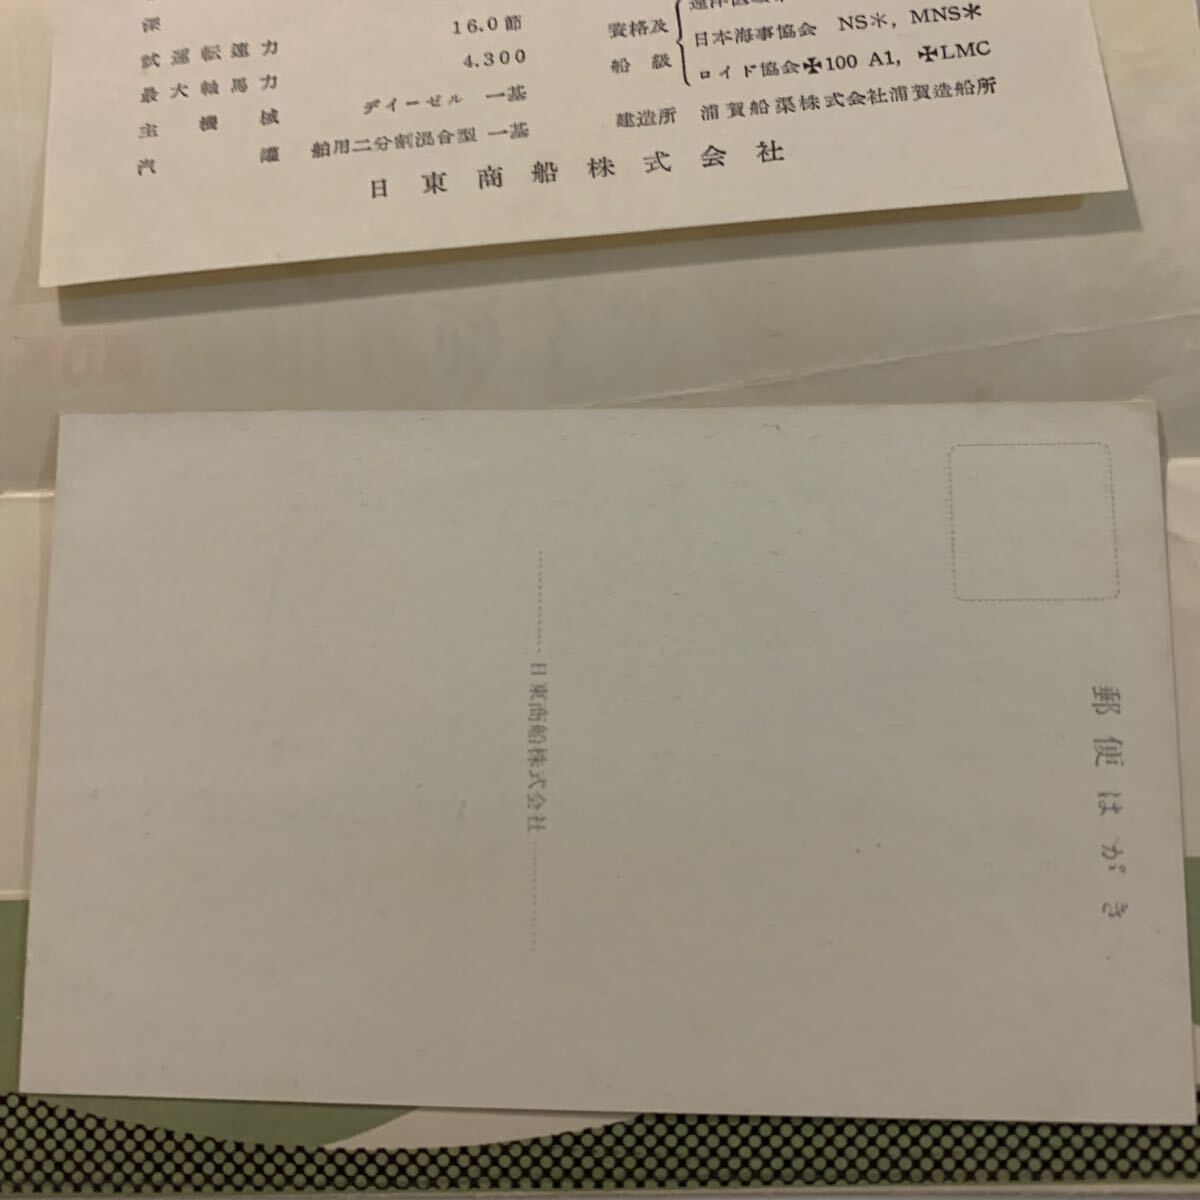 深
試運転速力 16.0節
最大軸馬力 4.300
主機械 ディーゼル 一基
汽罐 舶用二分割混合型 一基
資格及船級
日本海事協会 NS＊, MNS＊
ロイド協会✠100 A1, ✠LMC
建造所 浦賀船渠株式会社浦賀造船所
日東商船株式会社
郵便はがき
日東商船株式会社